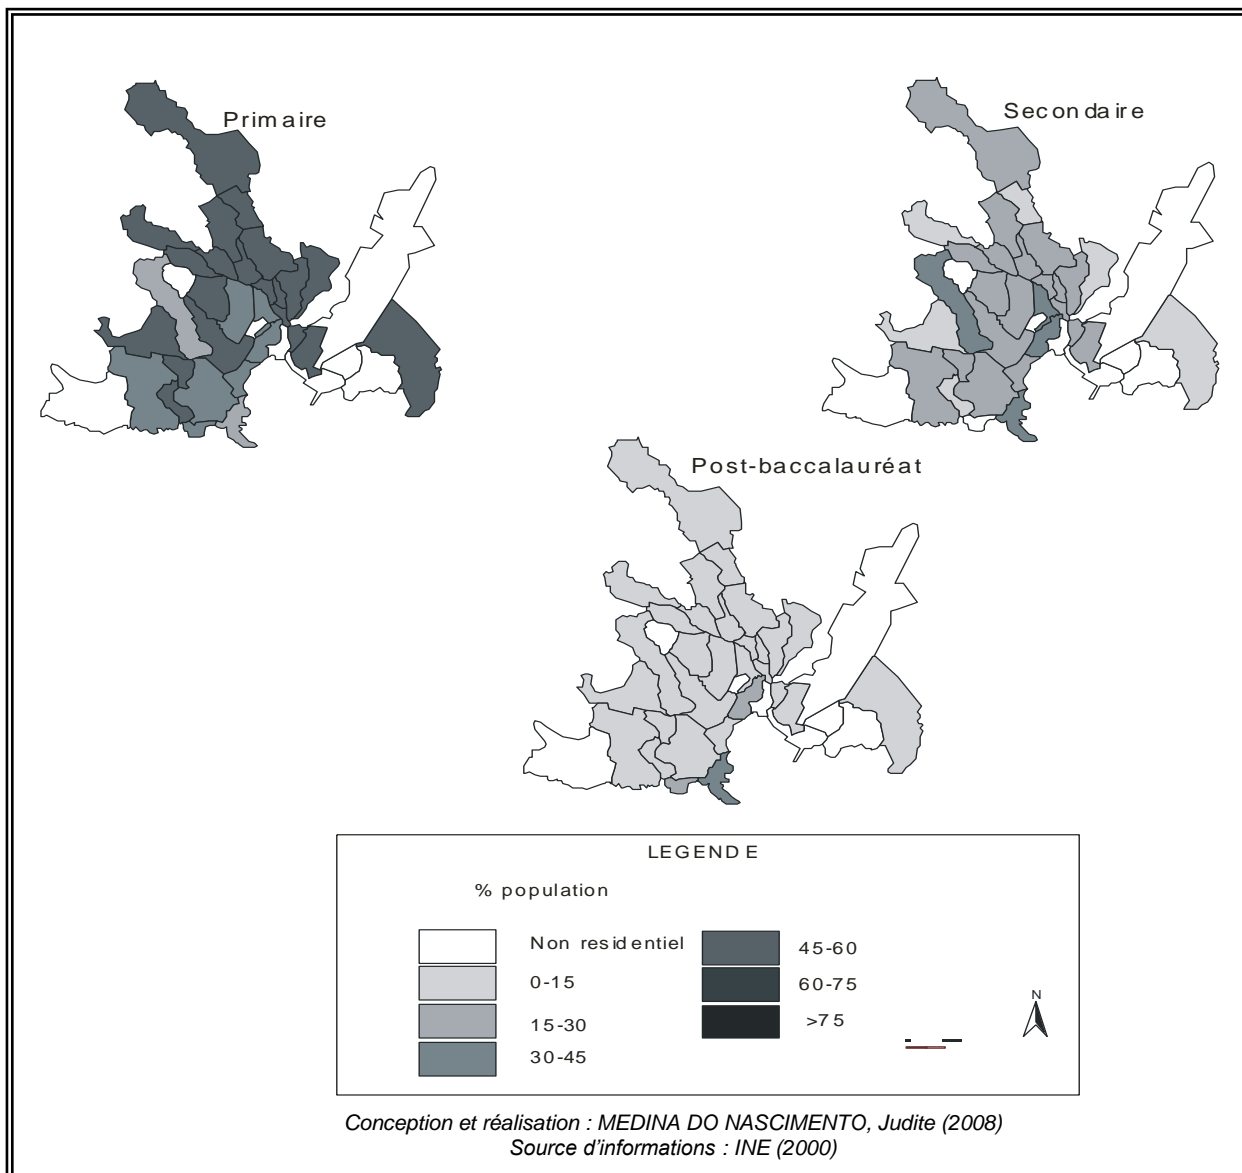 Primaire
Secondaire
Post-baccalauréat
LEGENDE
% population
Non residentiel
0-15
15-30
30-45
45-60
60-75
>75
N
Conception et réalisation : MEDINA DO NASCIMENTO, Judite (2008)
Source d'informations : INE (2000)